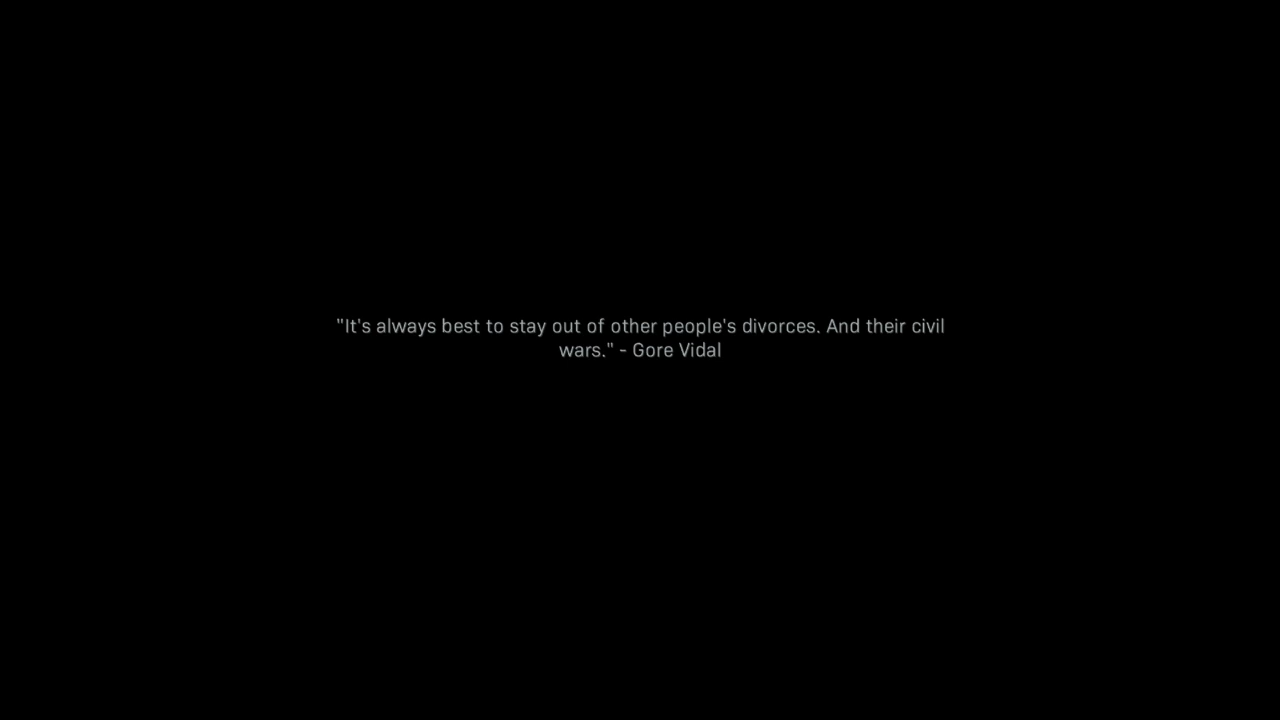 "It's always best to stay out of other people's divorces. And their civil
wars." - Gore Vidal